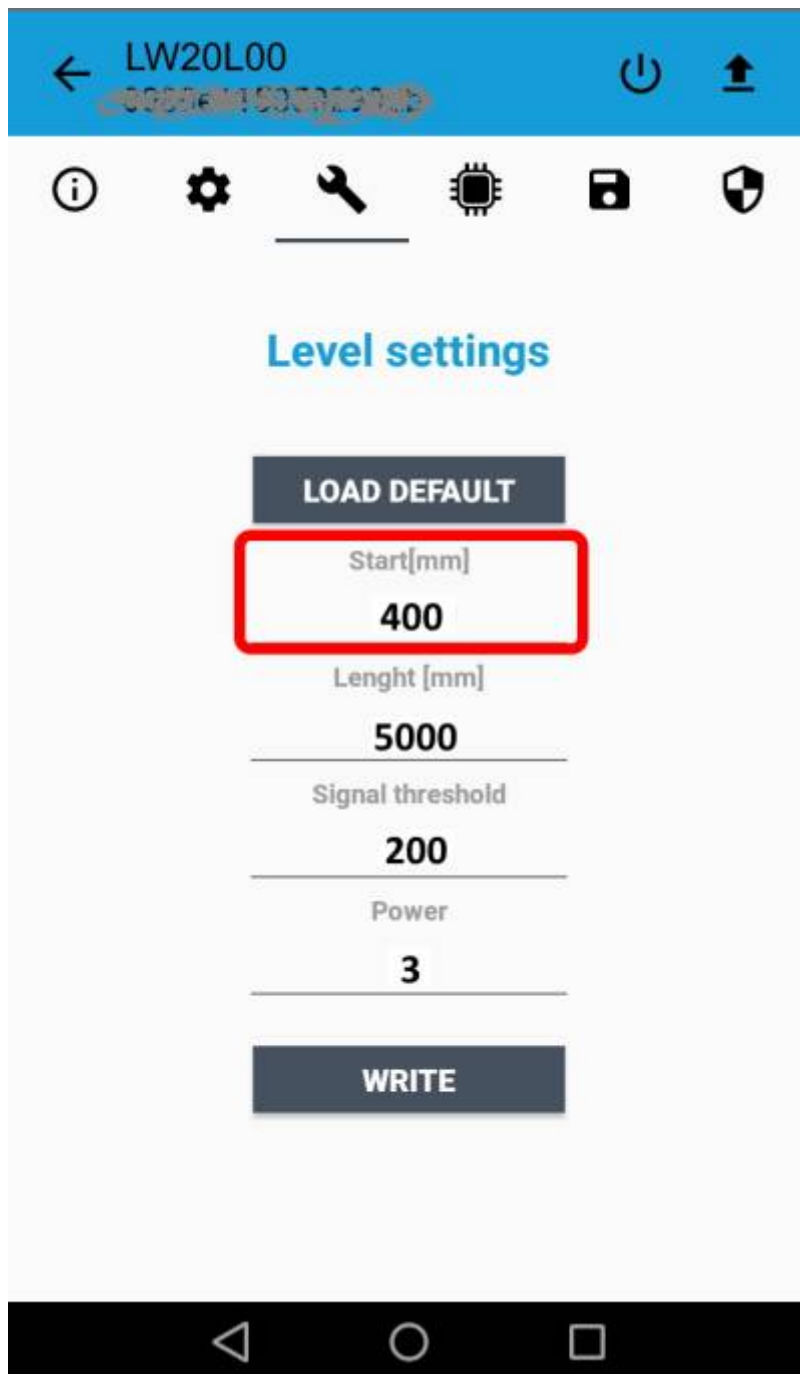 LW20L00
Level settings
LOAD DEFAULT
Start[mm]
400
Lenght [mm]
5000
Signal threshold
200
Power
3
WRITE